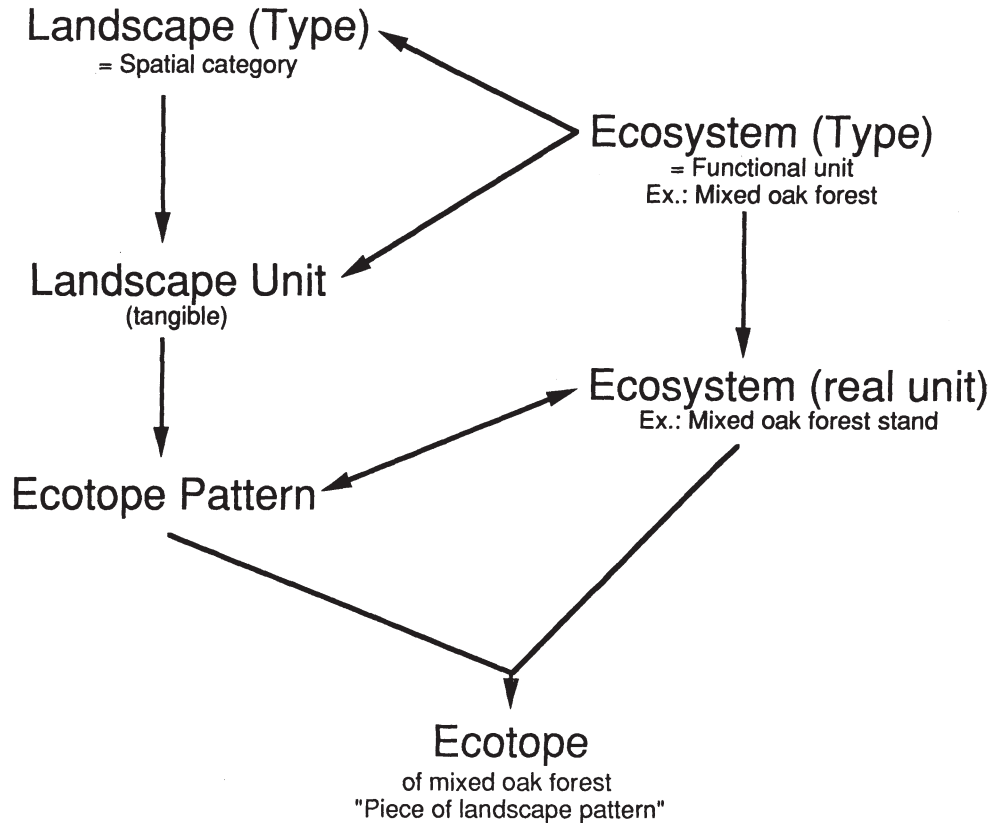 Landscape (Type)
= Spatial category
Ecosystem (Type)
= Functional unit
Ex.: Mixed oak forest
Landscape Unit
(tangible)
Ecosystem (real unit)
Ex.: Mixed oak forest stand
Ecotope Pattern
Ecotope
of mixed oak forest
"Piece of landscape pattern"